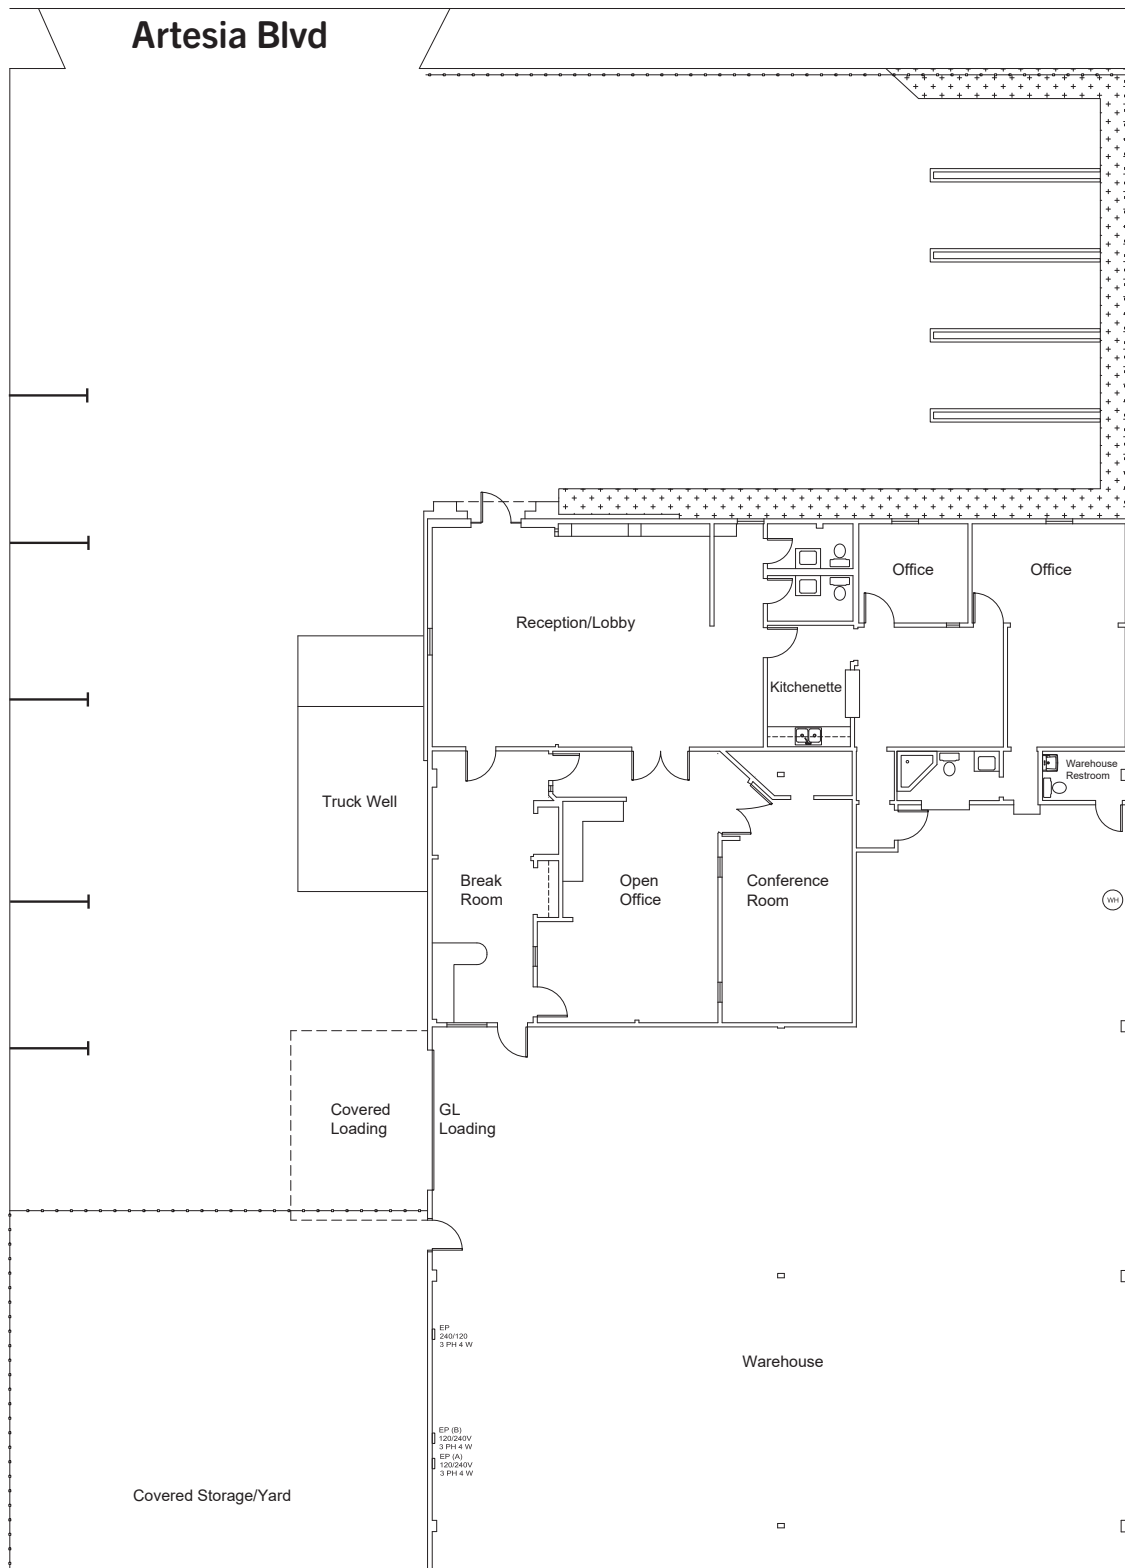 Artesia Blvd
Office
Office
Reception/Lobby
Kitchenette
Warehouse
Restroom
Truck Well
Break
Room
Open
Office
Conference
Room
WH
Covered
Loading
GL
Loading
EP
240/120
3 PH 4 W
Warehouse
EP (B)
120/240V
3 PH 4 W
EP (A)
120/240V
3 PH 4 W
Covered Storage/Yard